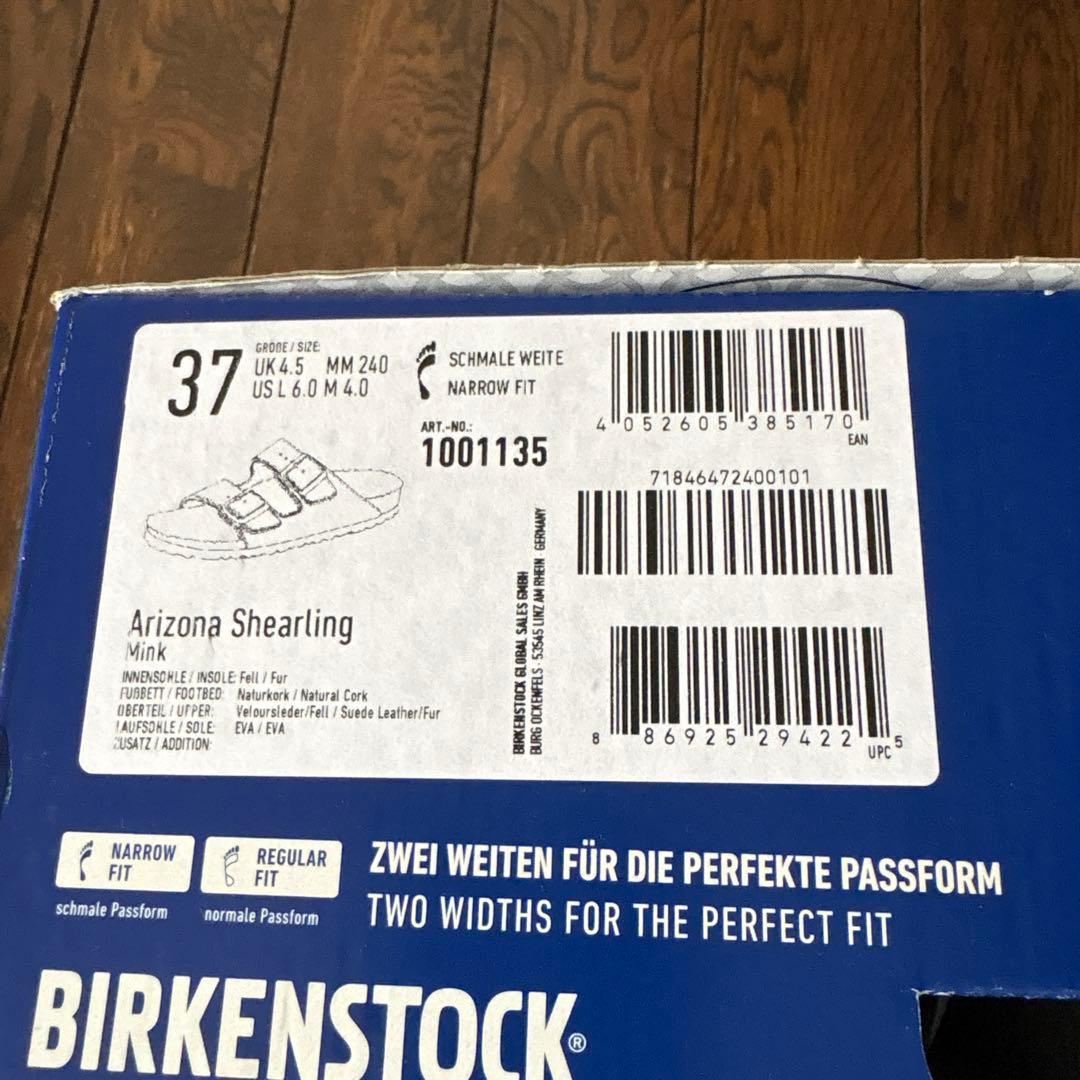 37
GRÖßE / SIZE:
UK 4.5 MM 240
US L 6.0 M 4.0
SCHMALE WEITE
NARROW FIT
ART.-NO.:
1001135
4 052605 385170
EAN
71846472400101
8 86925 29422 5
UPC
BIRKENSTOCK GLOBAL SALES GMBH
BURG OCKENFELS · 53545 LINZ AM RHEIN · GERMANY
Arizona Shearling
Mink
INNENSOHLE / INSOLE: Fell / Fur
FUßBETT / FOOTBED: Naturkork / Natural Cork
OBERTEIL / UPPER: Veloursleder/Fell / Suede Leather/Fur
LAUFSOHLE / SOLE: EVA / EVA
ZUSATZ / ADDITION:
NARROW
FIT
schmale Passform
REGULAR
FIT
normale Passform
ZWEI WEITEN FÜR DIE PERFEKTE PASSFORM
TWO WIDTHS FOR THE PERFECT FIT
BIRKENSTOCK®